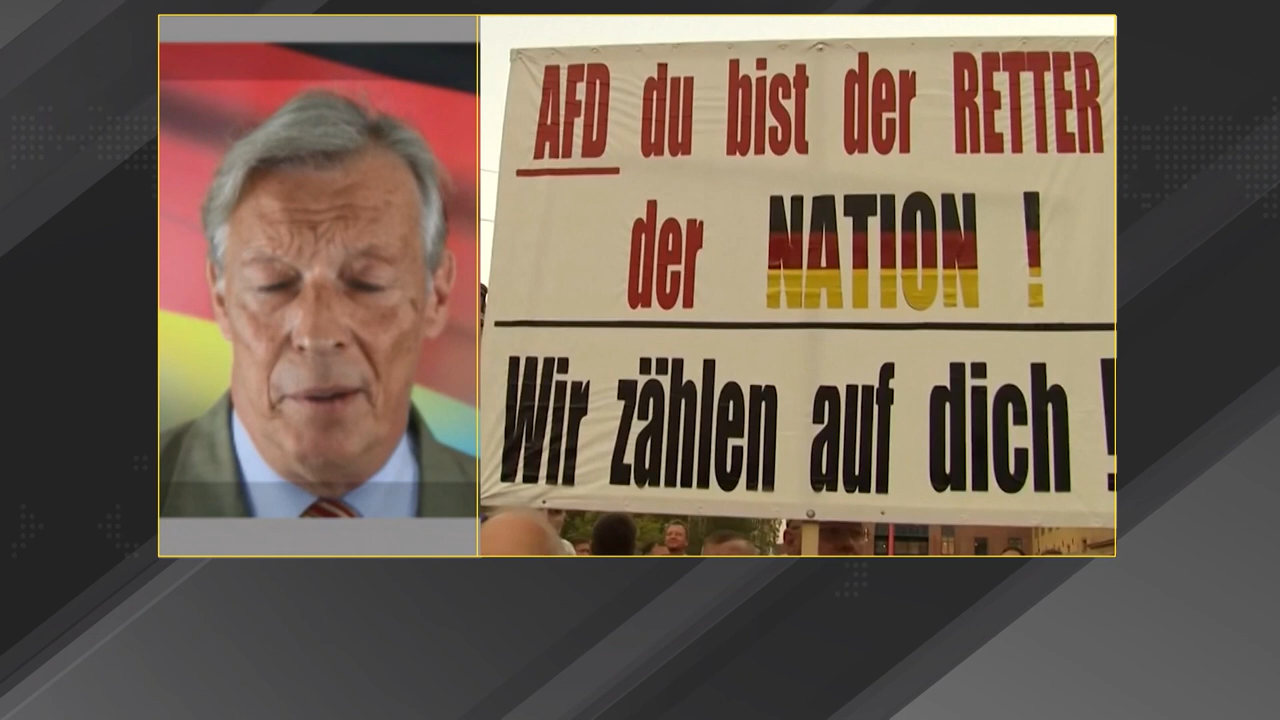 AFD du bist der RETTER
der NATION !
Wir zählen auf dich !